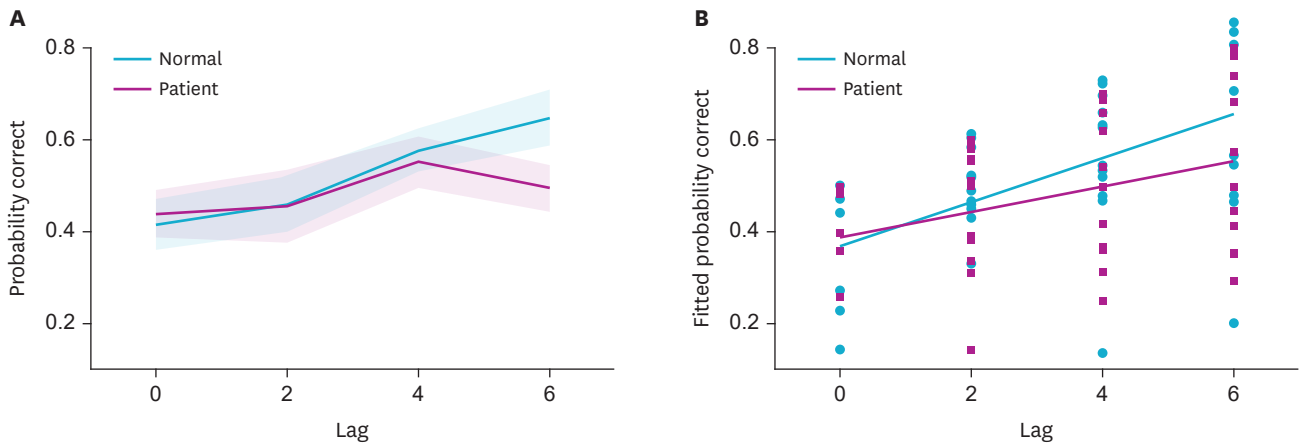 A
Probability correct
0.8
0.6
0.4
0.2
Normal
Patient
0
2
4
6
Lag
B
Fitted probability correct
0.8
0.6
0.4
0.2
Normal
Patient
0
2
4
6
Lag